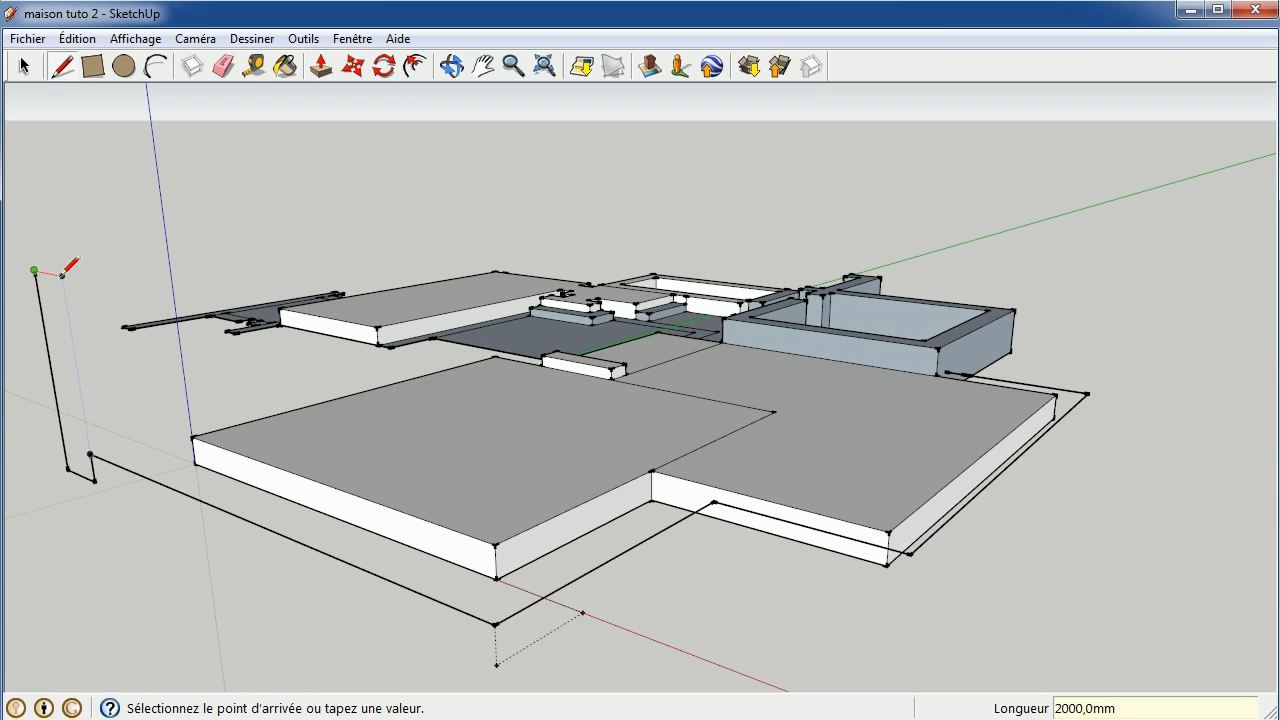 maison tuto 2 - SketchUp
Fichier Édition Affichage Caméra Dessiner Outils Fenêtre Aide
Sélectionnez le point d'arrivée ou tapez une valeur.
Longueur 2000,0mm